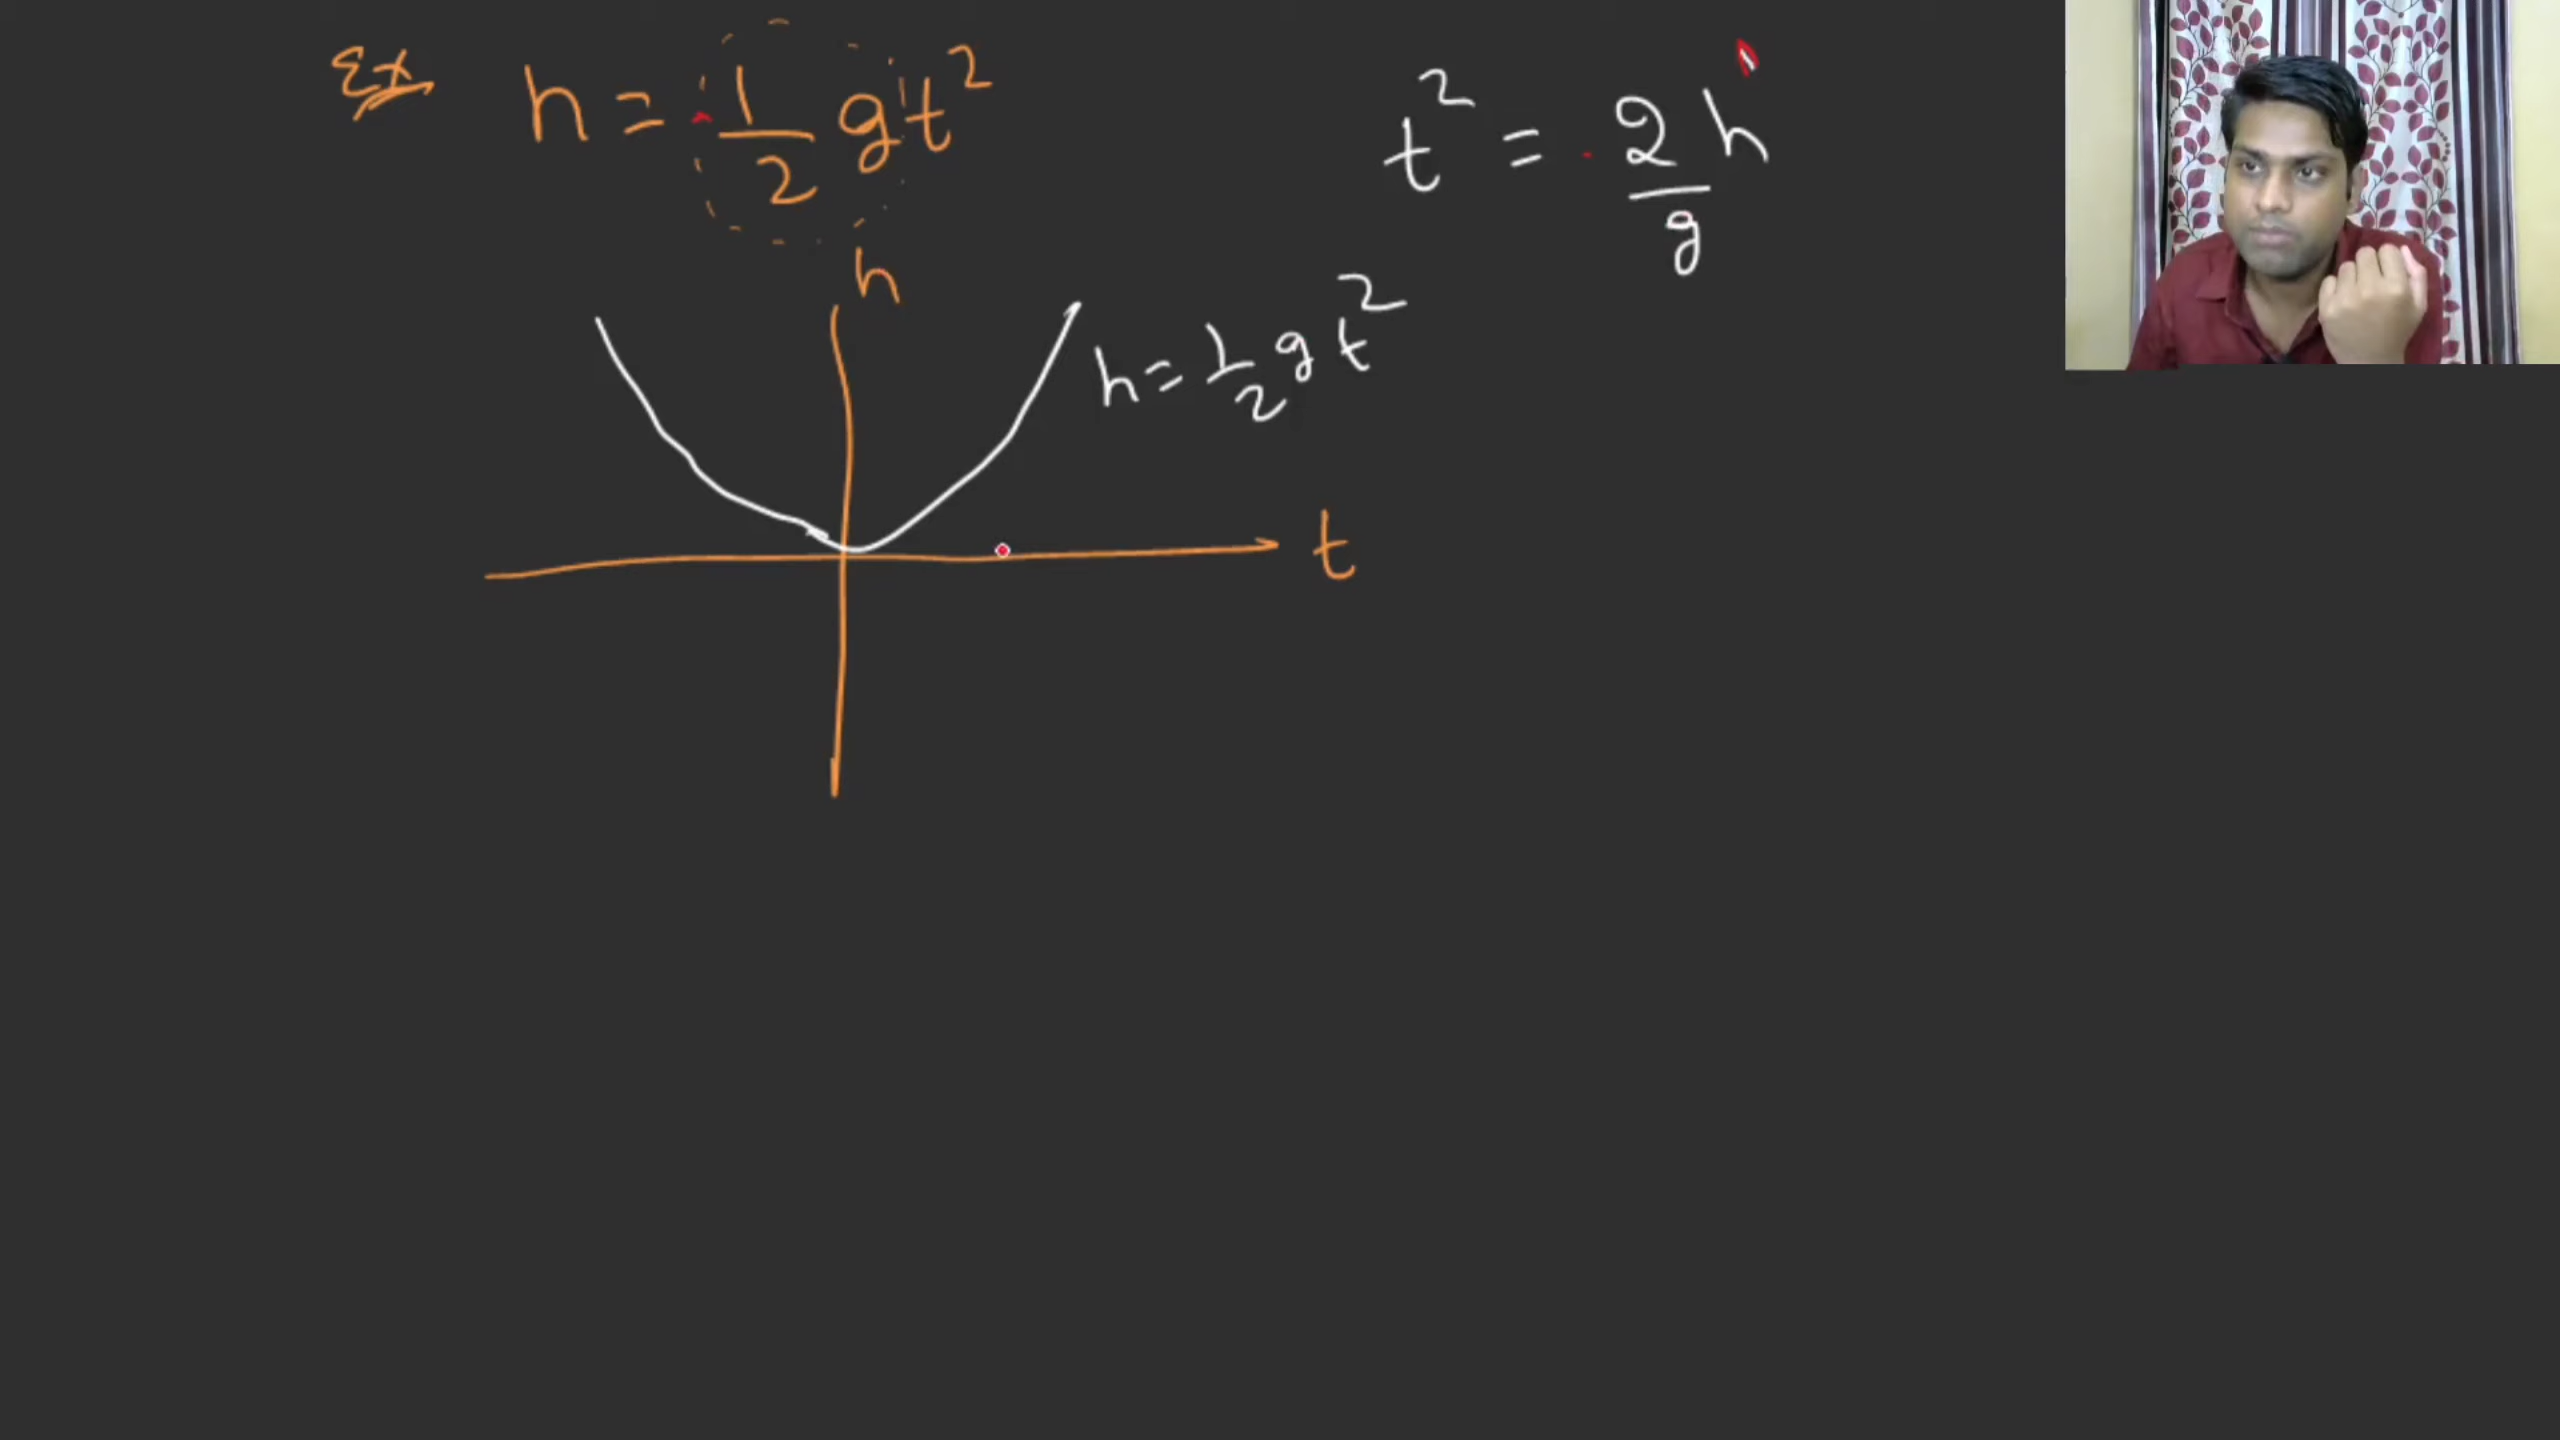 Ex h = 1/2 gt²
t² = 2h/g
h
h = 1/2 gt²
t